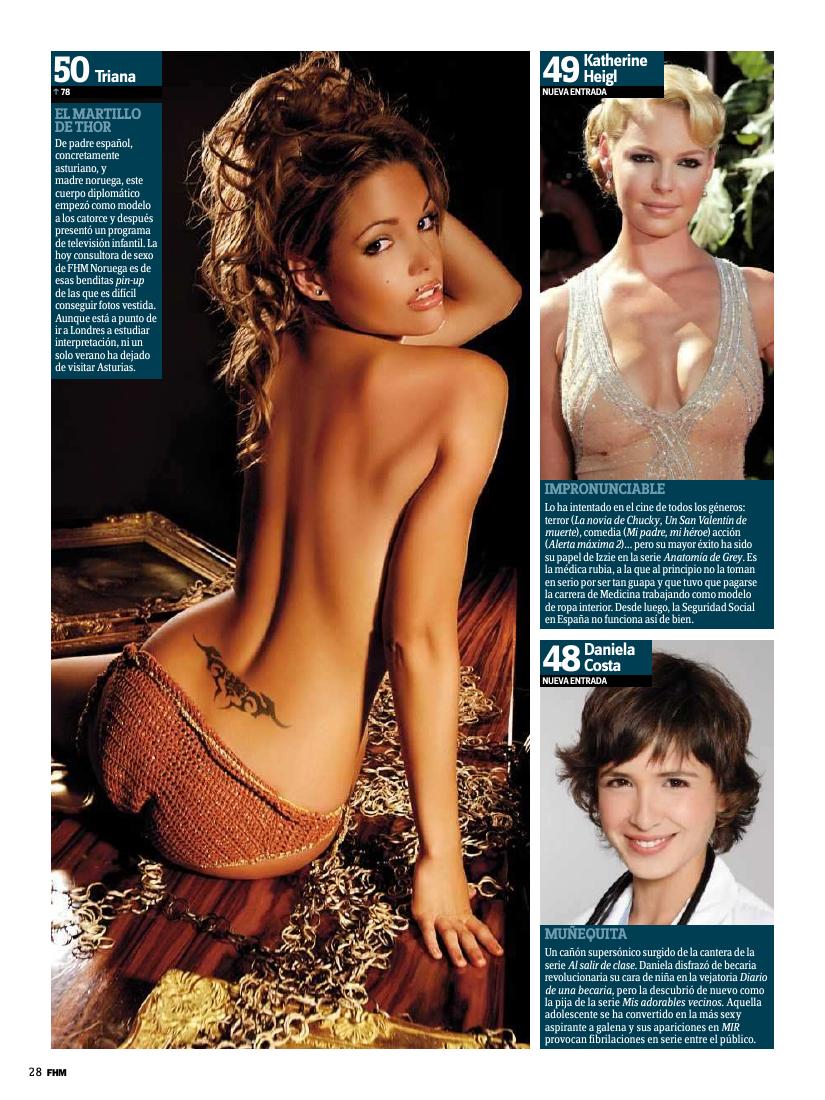 50 Triana
↑ 78
EL MARTILLO
DE THOR
De padre español,
concretamente
asturiano, y
madre noruega, este
cuerpo diplomático
empezó como modelo
a los catorce y después
presentó un programa
de televisión infantil. La
hoy consultora de sexo
de FHM Noruega es de
esas benditas pin-up
de las que es difícil
conseguir fotos vestida.
Aunque está a punto de
ir a Londres a estudiar
interpretación, ni un
solo verano ha dejado
de visitar Asturias.
49 Katherine
Heigl
NUEVA ENTRADA
IMPRONUNCIABLE
Lo ha intentado en el cine de todos los géneros:
terror (La novia de Chucky, Un San Valentín de
muerte), comedia (Mi padre, mi héroe) acción
(Alerta máxima 2)... pero su mayor éxito ha sido
su papel de Izzie en la serie Anatomía de Grey. Es
la médica rubia, a la que al principio no la toman
en serio por ser tan guapa y que tuvo que pagarse
la carrera de Medicina trabajando como modelo
de ropa interior. Desde luego, la Seguridad Social
en España no funciona así de bien.
48 Daniela
Costa
NUEVA ENTRADA
MUÑEQUITA
Un cañón supersónico surgido de la cantera de la
serie Al salir de clase. Daniela disfrazó de becaria
revolucionaria su cara de niña en la vejatoria Diario
de una becaria, pero la descubrió de nuevo como
la pija de la serie Mis adorables vecinos. Aquella
adolescente se ha convertido en la más sexy
aspirante a galena y sus apariciones en MIR
provocan fibrilaciones en serie entre el público.
28 FHM